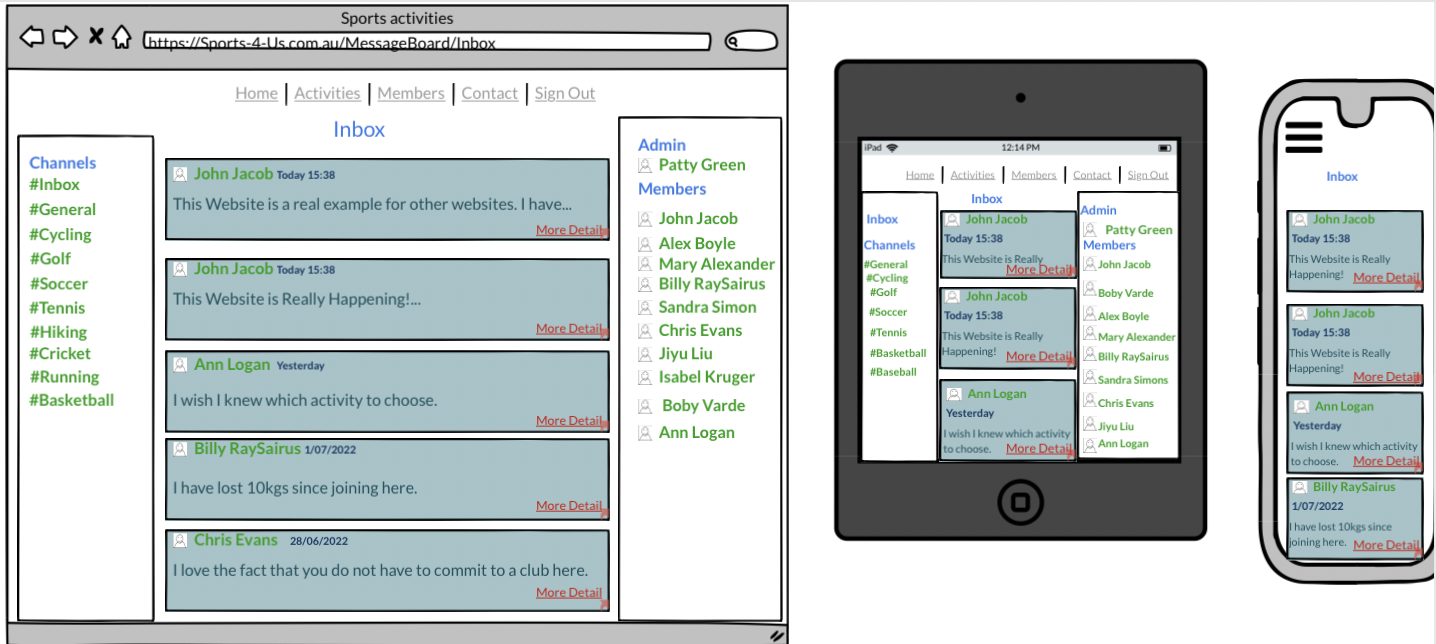 Sports activities
https://Sports-4-Us.com.au/MessageBoard/Inbox
Home | Activities | Members | Contact | Sign Out
Inbox
Channels
#Inbox
#General
#Cycling
#Golf
#Soccer
#Tennis
#Hiking
#Cricket
#Running
#Basketball
John Jacob Today 15:38
This Website is a real example for other websites. I have...
More Detail
John Jacob Today 15:38
This Website is Really Happening!...
More Detail
Ann Logan Yesterday
I wish I knew which activity to choose.
More Detail
Billy RaySairus 1/07/2022
I have lost 10kgs since joining here.
More Detail
Chris Evans 28/06/2022
I love the fact that you do not have to commit to a club here.
More Detail
Admin
Patty Green
Members
John Jacob
Alex Boyle
Mary Alexander
Billy RaySairus
Sandra Simon
Chris Evans
Jiyu Liu
Isabel Kruger
Boby Varde
Ann Logan
iPad 12:14 PM
Home | Activities | Members | Contact | Sign Out
Inbox
Inbox
Channels
#General
#Cycling
#Golf
#Soccer
#Tennis
#Basketball
#Baseball
John Jacob
Today 15:38
This Website is Really
More Detail
John Jacob
Today 15:38
This Website is Really
Happening! More Detail
Ann Logan
Yesterday
I wish I knew which activity
to choose. More Detail
Admin
Patty Green
Members
John Jacob
Boby Varde
Alex Boyle
Mary Alexander
Billy RaySairus
Sandra Simons
Chris Evans
Jiyu Liu
Ann Logan
Inbox
John Jacob
Today 15:38
This Website is Really
Happening! More Detail
John Jacob
Today 15:38
This Website is Really
Happening! More Detail
Ann Logan
Yesterday
I wish I knew which activity
to choose. More Detail
Billy RaySairus
1/07/2022
I have lost 10kgs since
joining here. More Detail